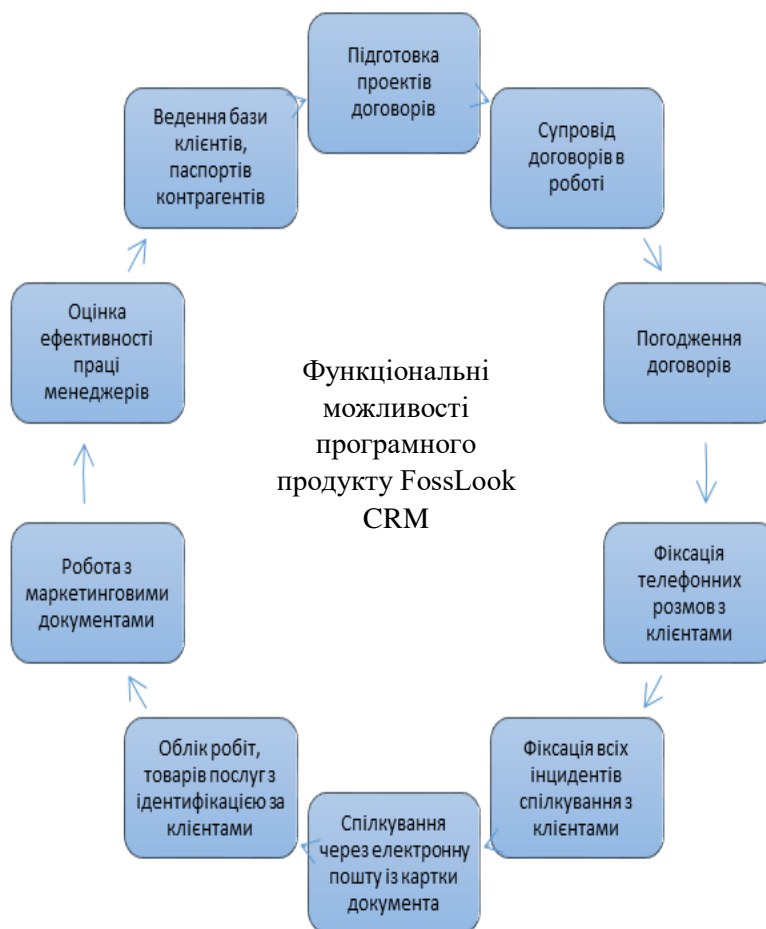 Підготовка
проектів
договорів
Супровід
договорів в
роботі
Погодження
договорів
Фіксація
телефонних
розмов з
клієнтами
Фіксація всіх
інцидентів
спілкування з
клієнтами
Спілкування
через електронну
пошту із картки
документа
Облік робіт,
товарів послуг з
ідентифікацією за
клієнтами
Робота з
маркетинговими
документами
Оцінка
ефективності
праці
менеджерів
Ведення бази
клієнтів,
паспортів
контрагентів
Функціональні
можливості
програмного
продукту FossLook
CRM